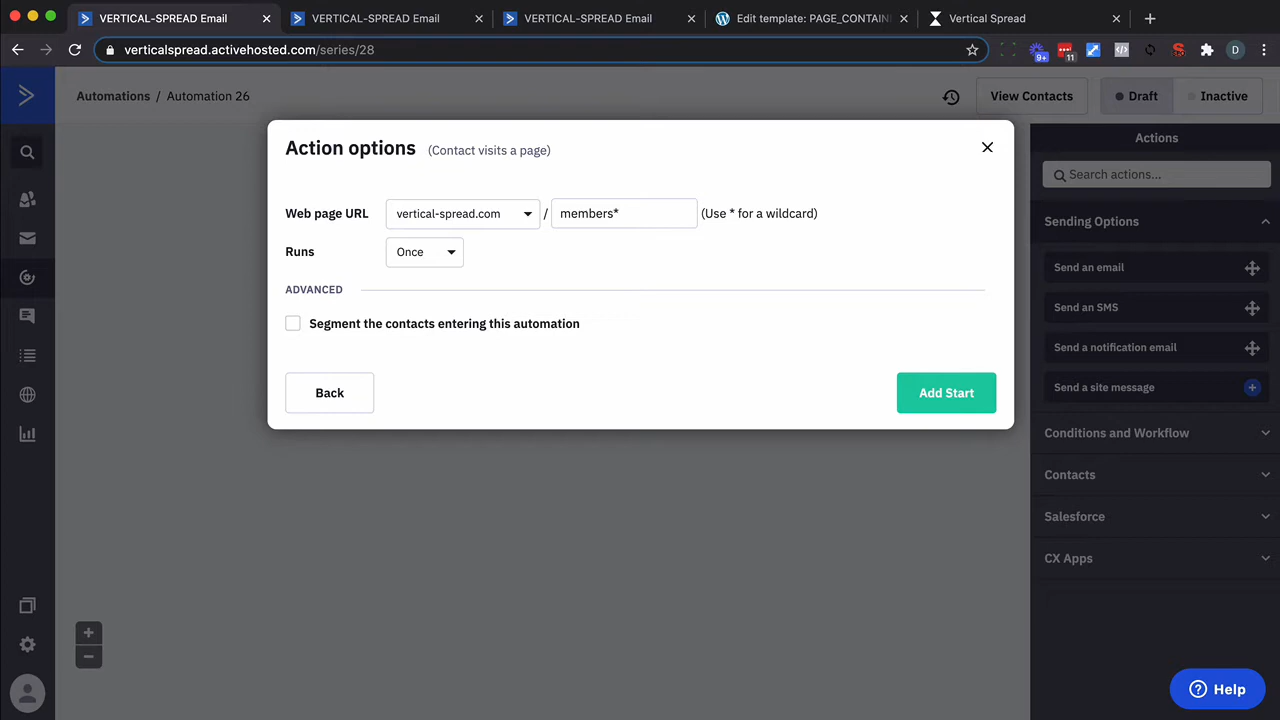 VERTICAL-SPREAD Email
VERTICAL-SPREAD Email
VERTICAL-SPREAD Email
Edit template: PAGE_CONTAIN
Vertical Spread
verticalspread.activehosted.com/series/28
9+
11
D
Automations / Automation 26
View Contacts
Draft
Inactive
Action options (Contact visits a page)
Web page URL vertical-spread.com / members* (Use * for a wildcard)
Runs Once
ADVANCED
Segment the contacts entering this automation
Back
Add Start
Actions
Search actions...
Sending Options
Send an email
Send an SMS
Send a notification email
Send a site message
Conditions and Workflow
Contacts
Salesforce
CX Apps
Help